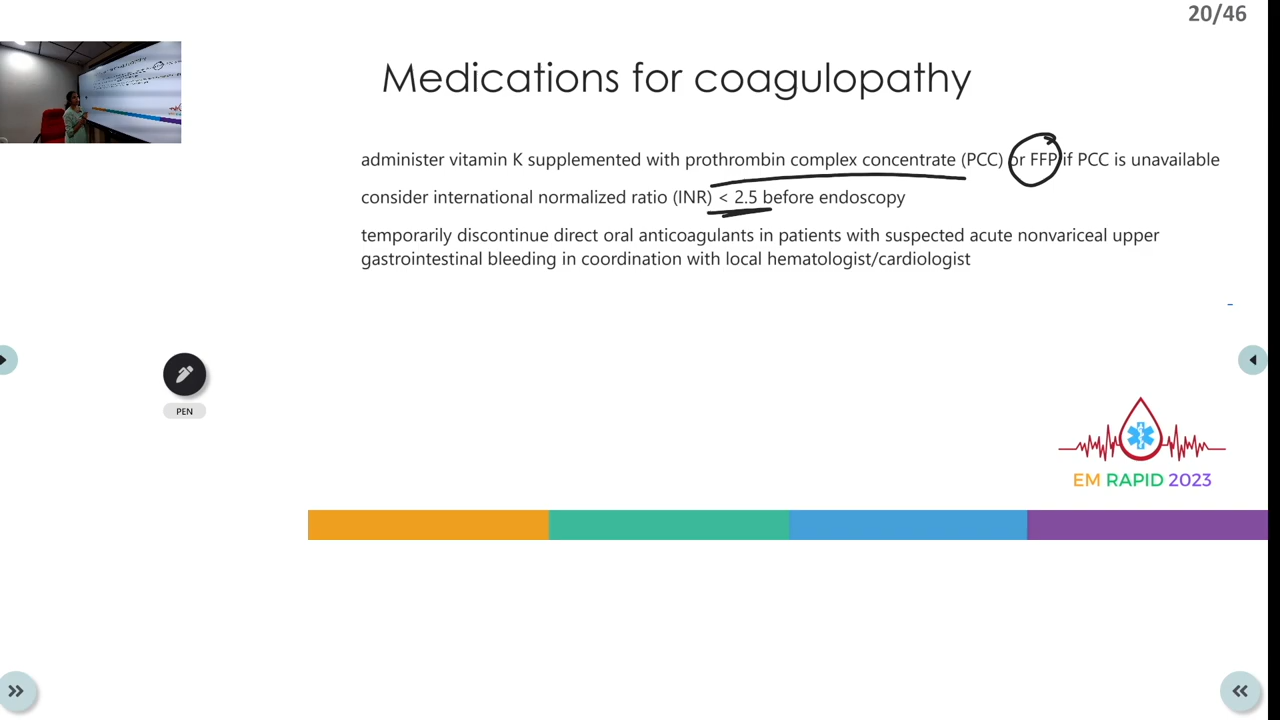 20/46
Medications for coagulopathy
administer vitamin K supplemented with prothrombin complex concentrate (PCC) or FFP if PCC is unavailable
consider international normalized ratio (INR) < 2.5 before endoscopy
temporarily discontinue direct oral anticoagulants in patients with suspected acute nonvariceal upper
gastrointestinal bleeding in coordination with local hematologist/cardiologist
PEN
EM RAPID 2023